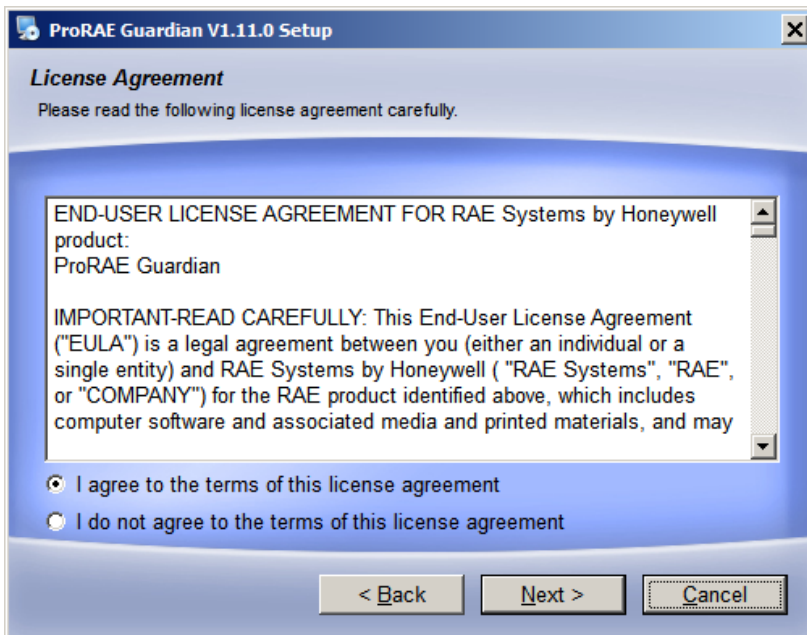 ProRAE Guardian V1.11.0 Setup
License Agreement
Please read the following license agreement carefully.
END-USER LICENSE AGREEMENT FOR RAE Systems by Honeywell
product:
ProRAE Guardian
IMPORTANT-READ CAREFULLY: This End-User License Agreement
("EULA") is a legal agreement between you (either an individual or a
single entity) and RAE Systems by Honeywell ( "RAE Systems", "RAE",
or "COMPANY") for the RAE product identified above, which includes
computer software and associated media and printed materials, and may
I agree to the terms of this license agreement
I do not agree to the terms of this license agreement
< Back Next > Cancel